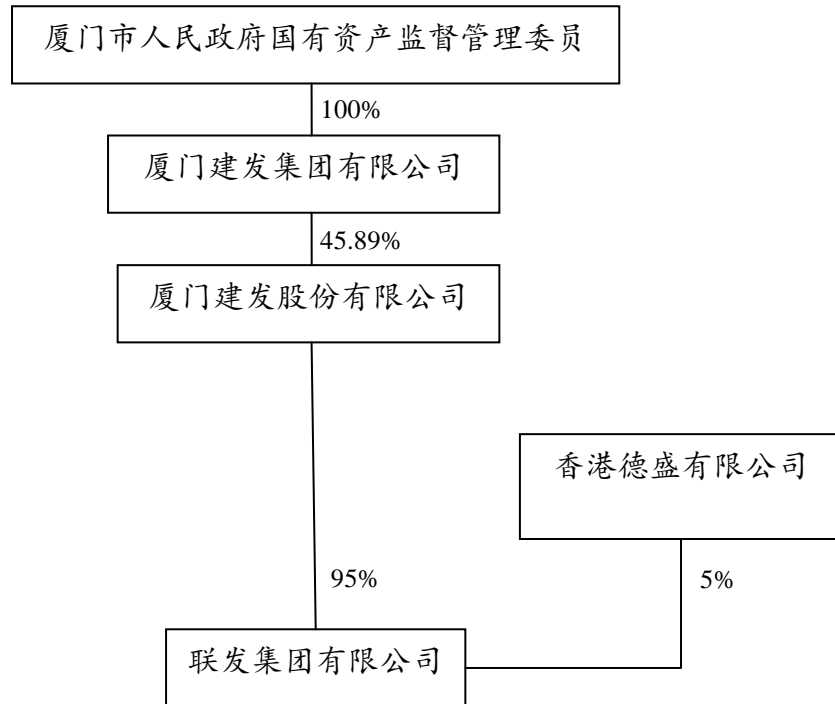 厦门市人民政府国有资产监督管理委员
100%
厦门建发集团有限公司
45.89%
厦门建发股份有限公司
香港德盛有限公司
95%
5%
联发集团有限公司